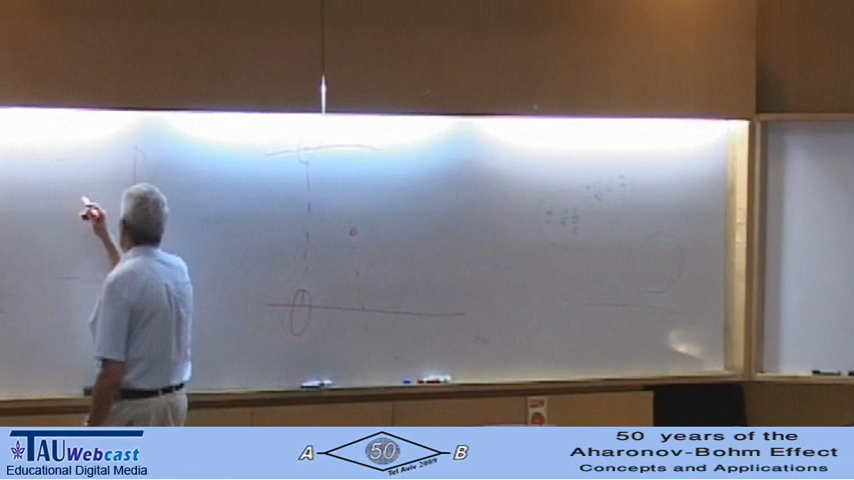 TAU Webcast
Educational Digital Media
A 50 B
Tel Aviv 2009
50 years of the
Aharonov-Bohm Effect
Concepts and Applications